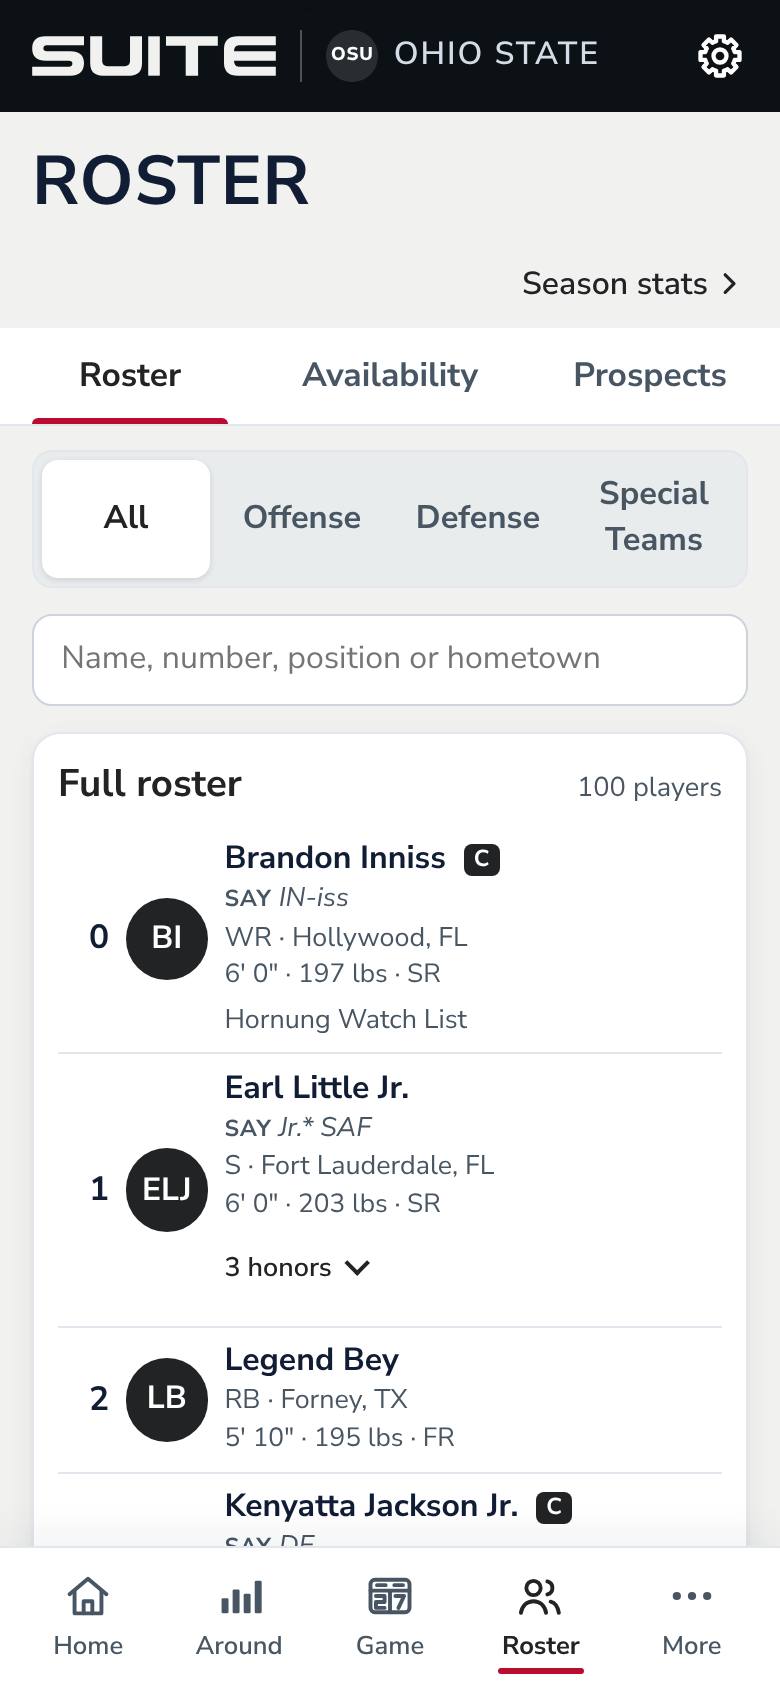 SUITE OSU OHIO STATE
ROSTER
Season stats
Roster Availability Prospects
All Offense Defense Special Teams
Name, number, position or hometown
Full roster 100 players
Brandon Inniss C
SAY IN-iss
0 BI WR · Hollywood, FL
6' 0" · 197 lbs · SR
Hornung Watch List
Earl Little Jr.
SAY Jr.* SAF
S · Fort Lauderdale, FL
1 ELJ 6' 0" · 203 lbs · SR
3 honors
Legend Bey
2 LB RB · Forney, TX
5' 10" · 195 lbs · FR
Kenyatta Jackson Jr. C
SAY DE
27
Home Around Game Roster More